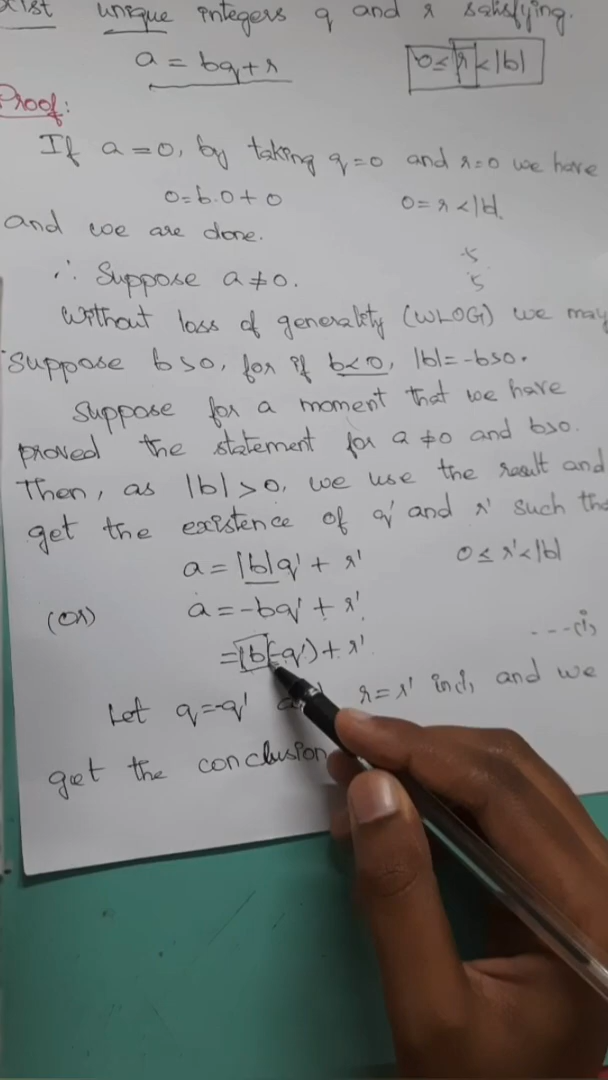 unique integers q and r satisfying.
a = bq + r 0 ≤ r < |b|
Proof:
If a = 0, by taking q = 0 and r = 0 we have
0 = b.0 + 0 0 = r < |b|.
and we are done.
-5
∴ Suppose a ≠ 0. 5
Without loss of generality (WLOG) we may
Suppose b > 0, for if b < 0, |b| = -b > 0.
Suppose for a moment that we have
proved the statement for a ≠ 0 and b > 0.
Then, as |b| > 0, we use the result and
get the existence of q' and r' such tha
a = |b|q' + r' 0 ≤ r' < |b|
(Or) a = -bq' + r'
= b(-q') + r' ---(i)
Let q = -q' and r = r' in (i), and we
get the conclusion